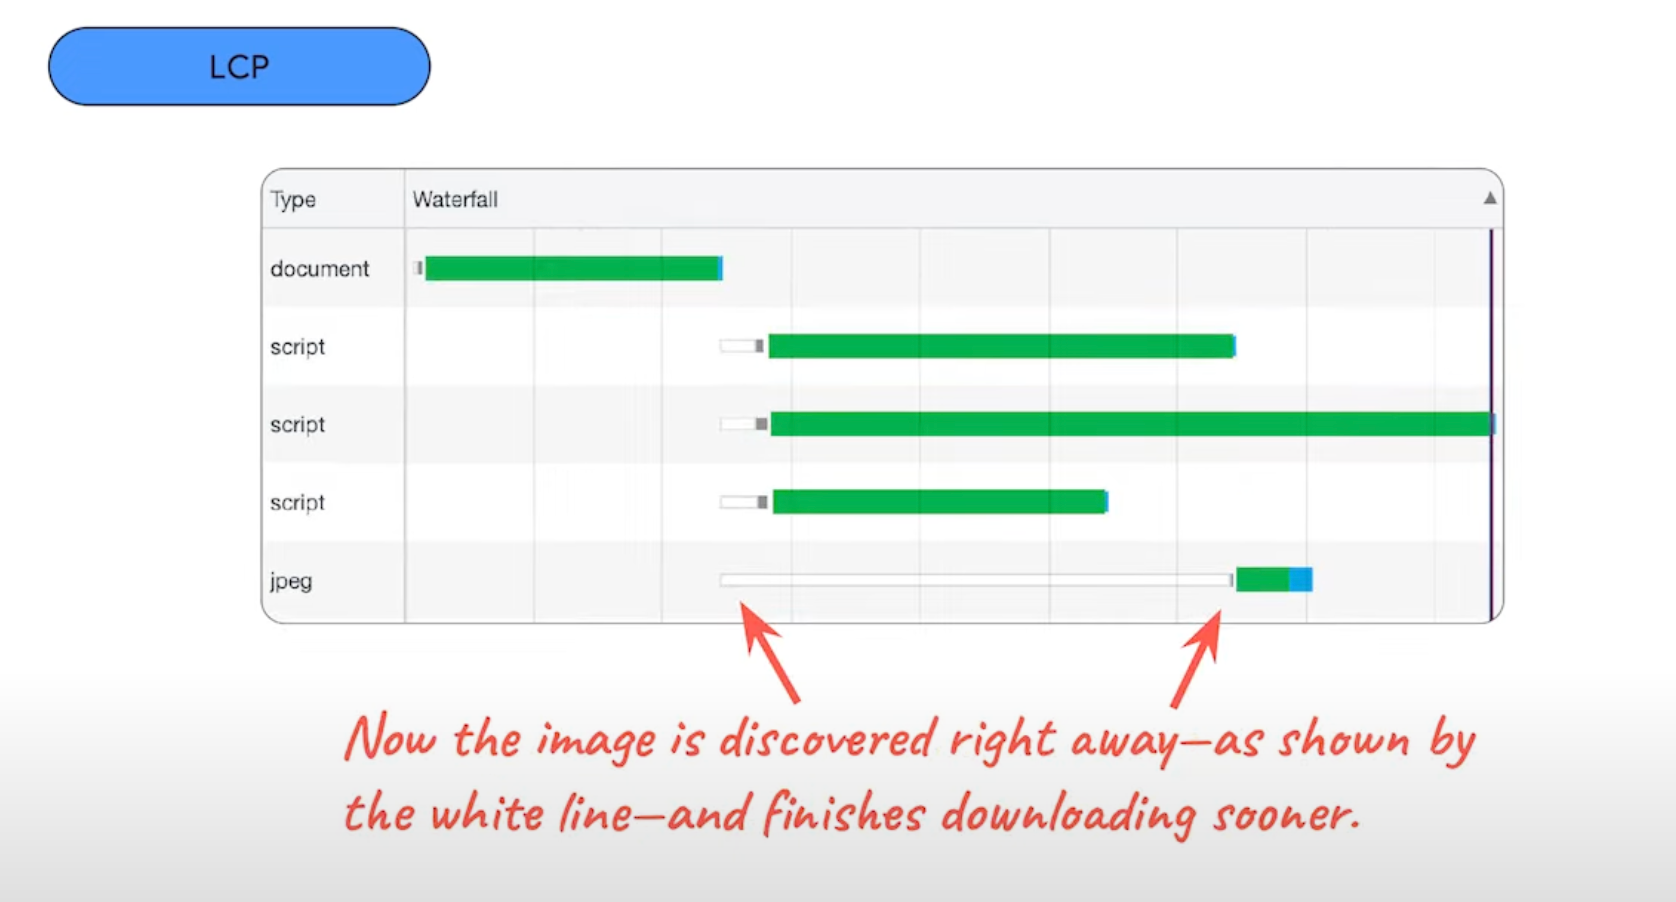 LCP
Type Waterfall
document
script
script
script
jpeg
Now the image is discovered right away—as shown by
the white line—and finishes downloading sooner.